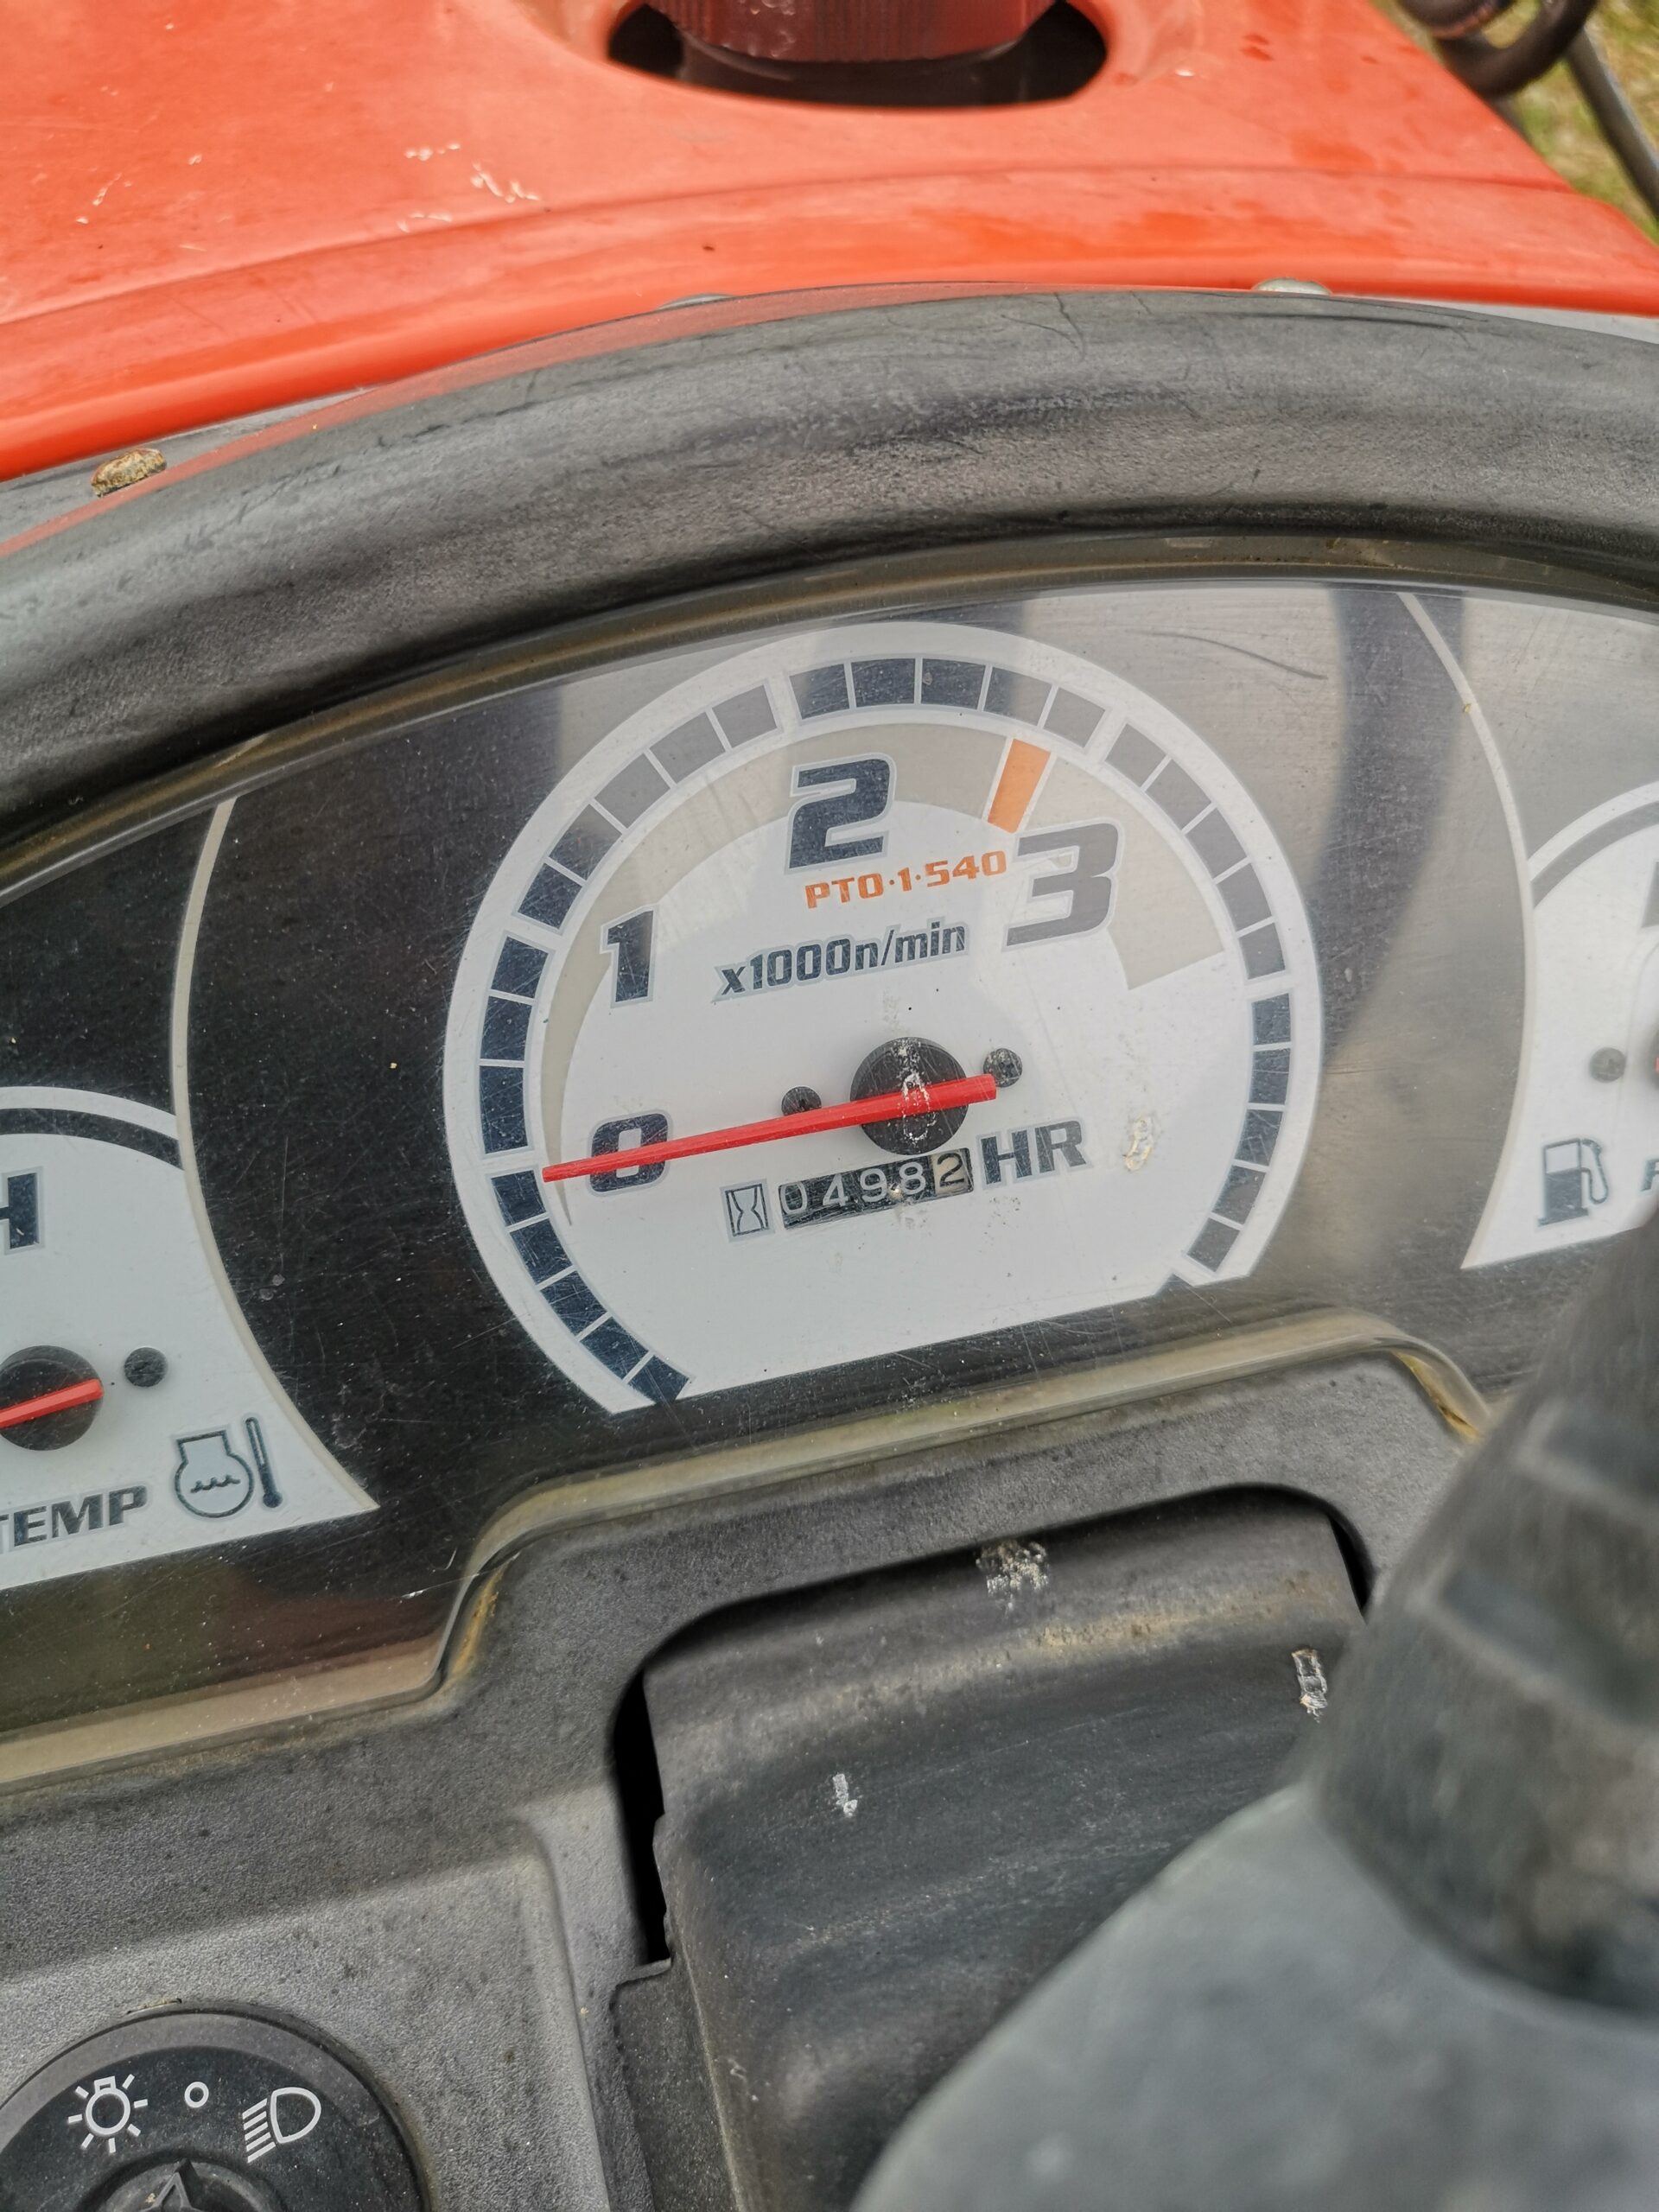 2
3
PTO·1·540
1
x1000n/min
0
HR
04982
H
TEMP